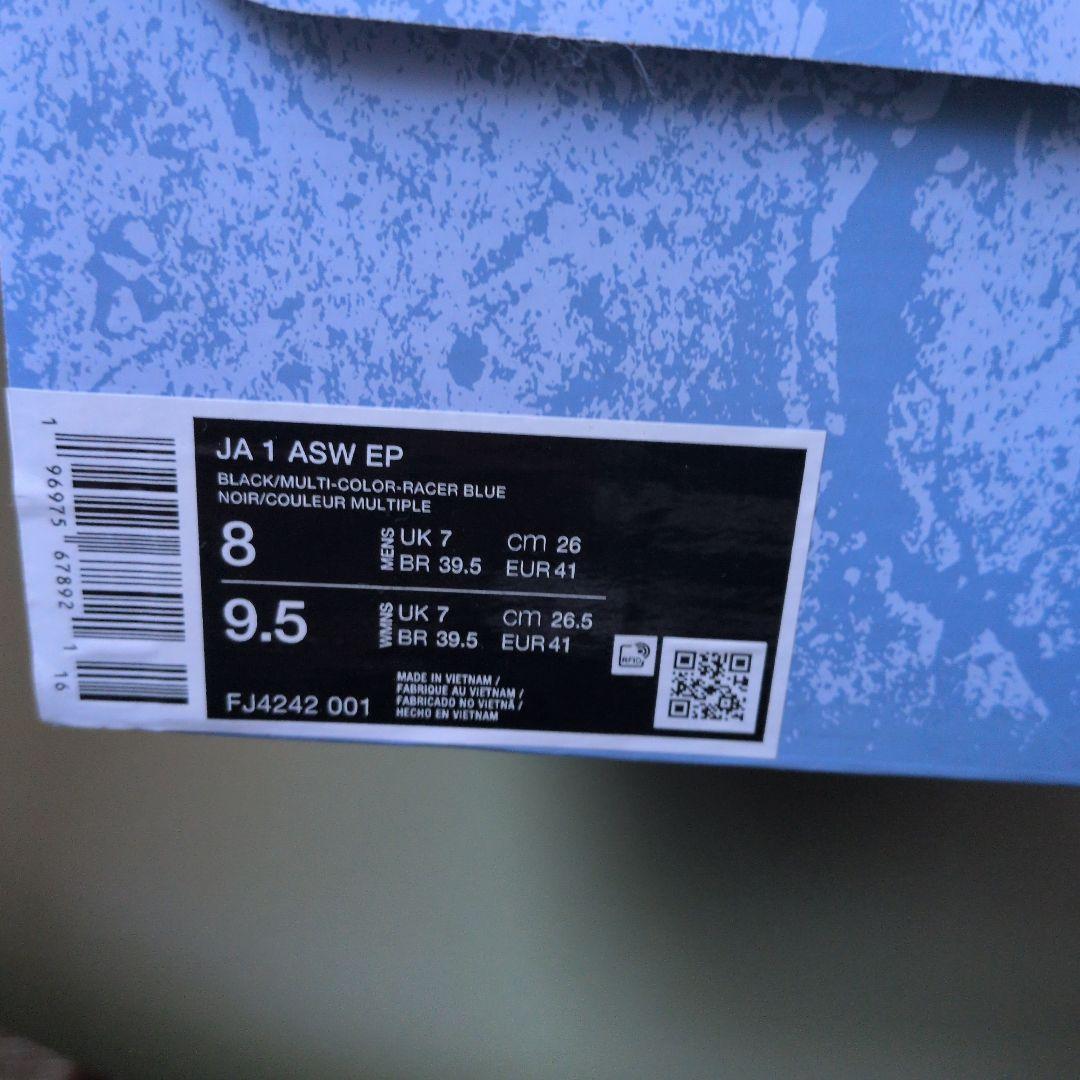 JA 1 ASW EP
BLACK/MULTI-COLOR-RACER BLUE
NOIR/COULEUR MULTIPLE
8
MENS
UK 7 cm 26
BR 39.5 EUR 41
9.5
WMNS
UK 7 cm 26.5
BR 39.5 EUR 41
FJ4242 001
MADE IN VIETNAM /
FABRIQUE AU VIETNAM /
FABRICADO NO VIETNÃ /
HECHO EN VIETNAM
RFID
1 96975 67892 1 16